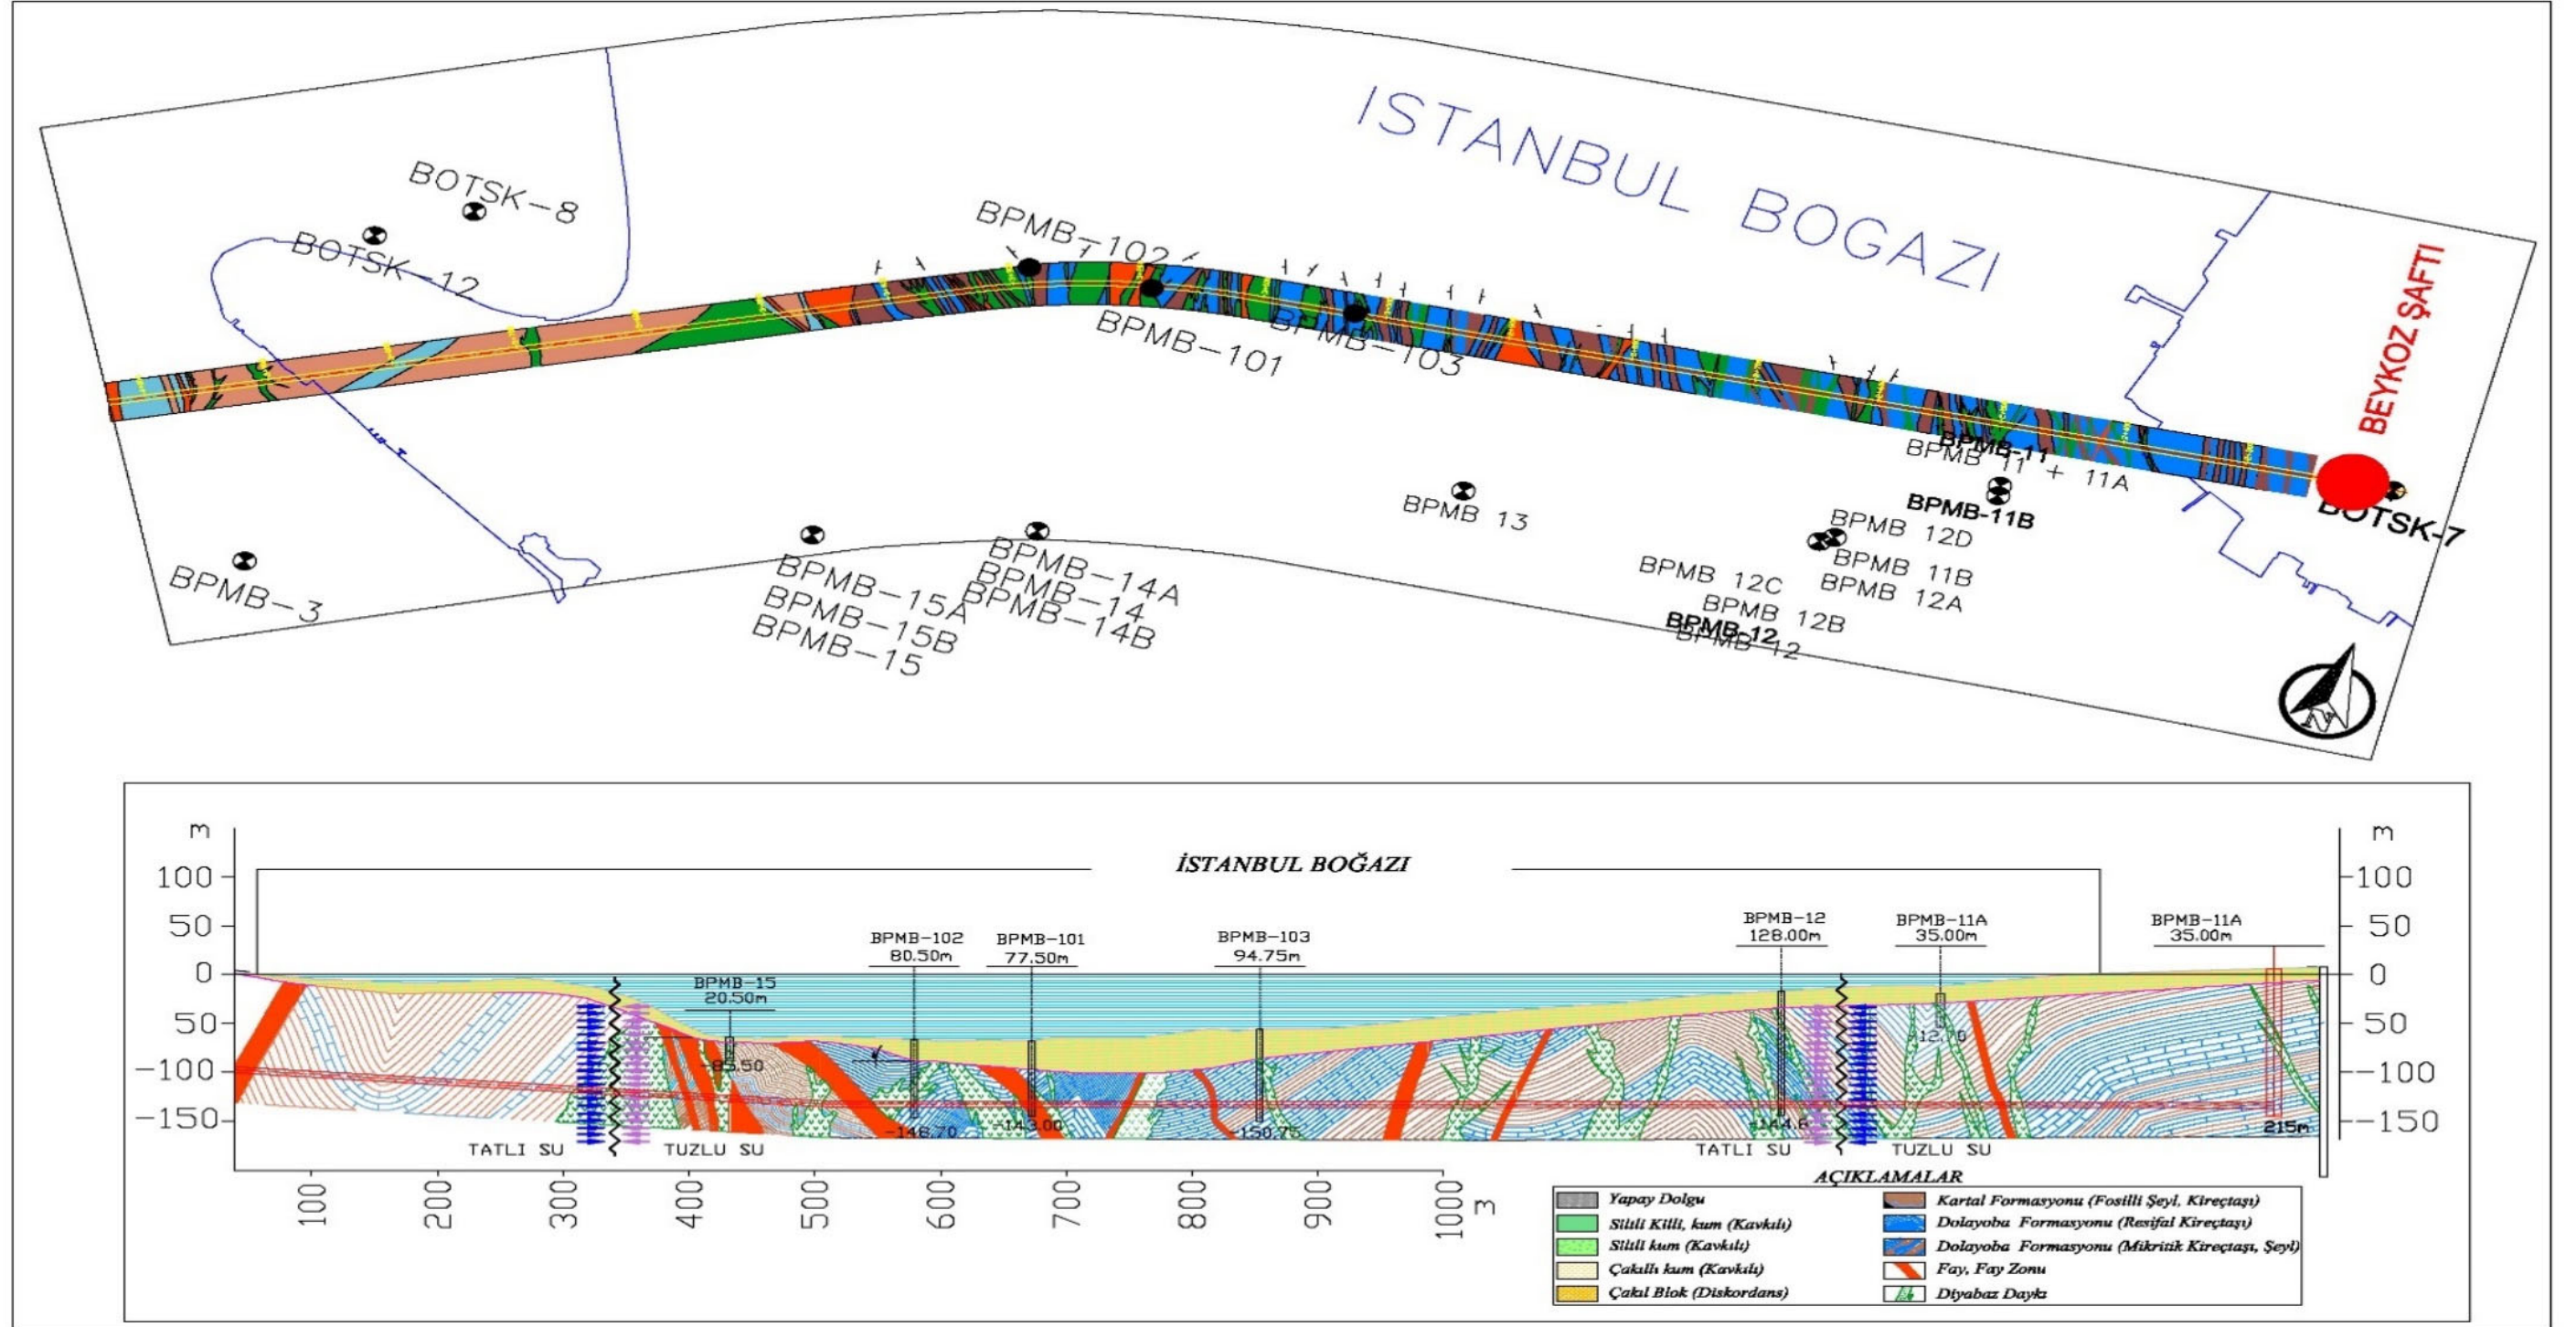 ISTANBUL BOGAZI
BOTSK-8
BOTSK-12
BPMB-102
BPMB-101
BPMB-103
BEYKOZ ŞAFTI
BPMB-11
BPMB 11 + 11A
BPMB-11B
BOTSK-7
BPMB 13
BPMB 12D
BPMB 11B
BPMB 12C
BPMB 12A
BPMB 12B
BPMB-12
BPMB 12
BPMB-3
BPMB-15A
BPMB-15B
BPMB-15
BPMB-14A
BPMB-14
BPMB-14B
N
İSTANBUL BOĞAZI
m
100
50
0
50
-100
-150
m
100
50
0
50
-100
-150
BPMB-15
20.50m
BPMB-102
80.50m
BPMB-101
77.50m
BPMB-103
94.75m
BPMB-12
128.00m
BPMB-11A
35.00m
BPMB-11A
35.00m
-143.00
-150.75
215m
TATLI SU
TUZLU SU
TATLI SU
TUZLU SU
100
200
300
400
500
600
700
800
900
1000
m
AÇIKLAMALAR
Yapay Dolgu
Siltli Killi, kum (Kavkılı)
Siltli kum (Kavkılı)
Çakıllı kum (Kavkılı)
Çakıl Blok (Diskordans)
Kartal Formasyonu (Fosilli Şeyl, Kireçtaşı)
Dolayoba Formasyonu (Resifal Kireçtaşı)
Dolayoba Formasyonu (Mikritik Kireçtaşı, Şeyl)
Fay, Fay Zonu
Diyabaz Daykı